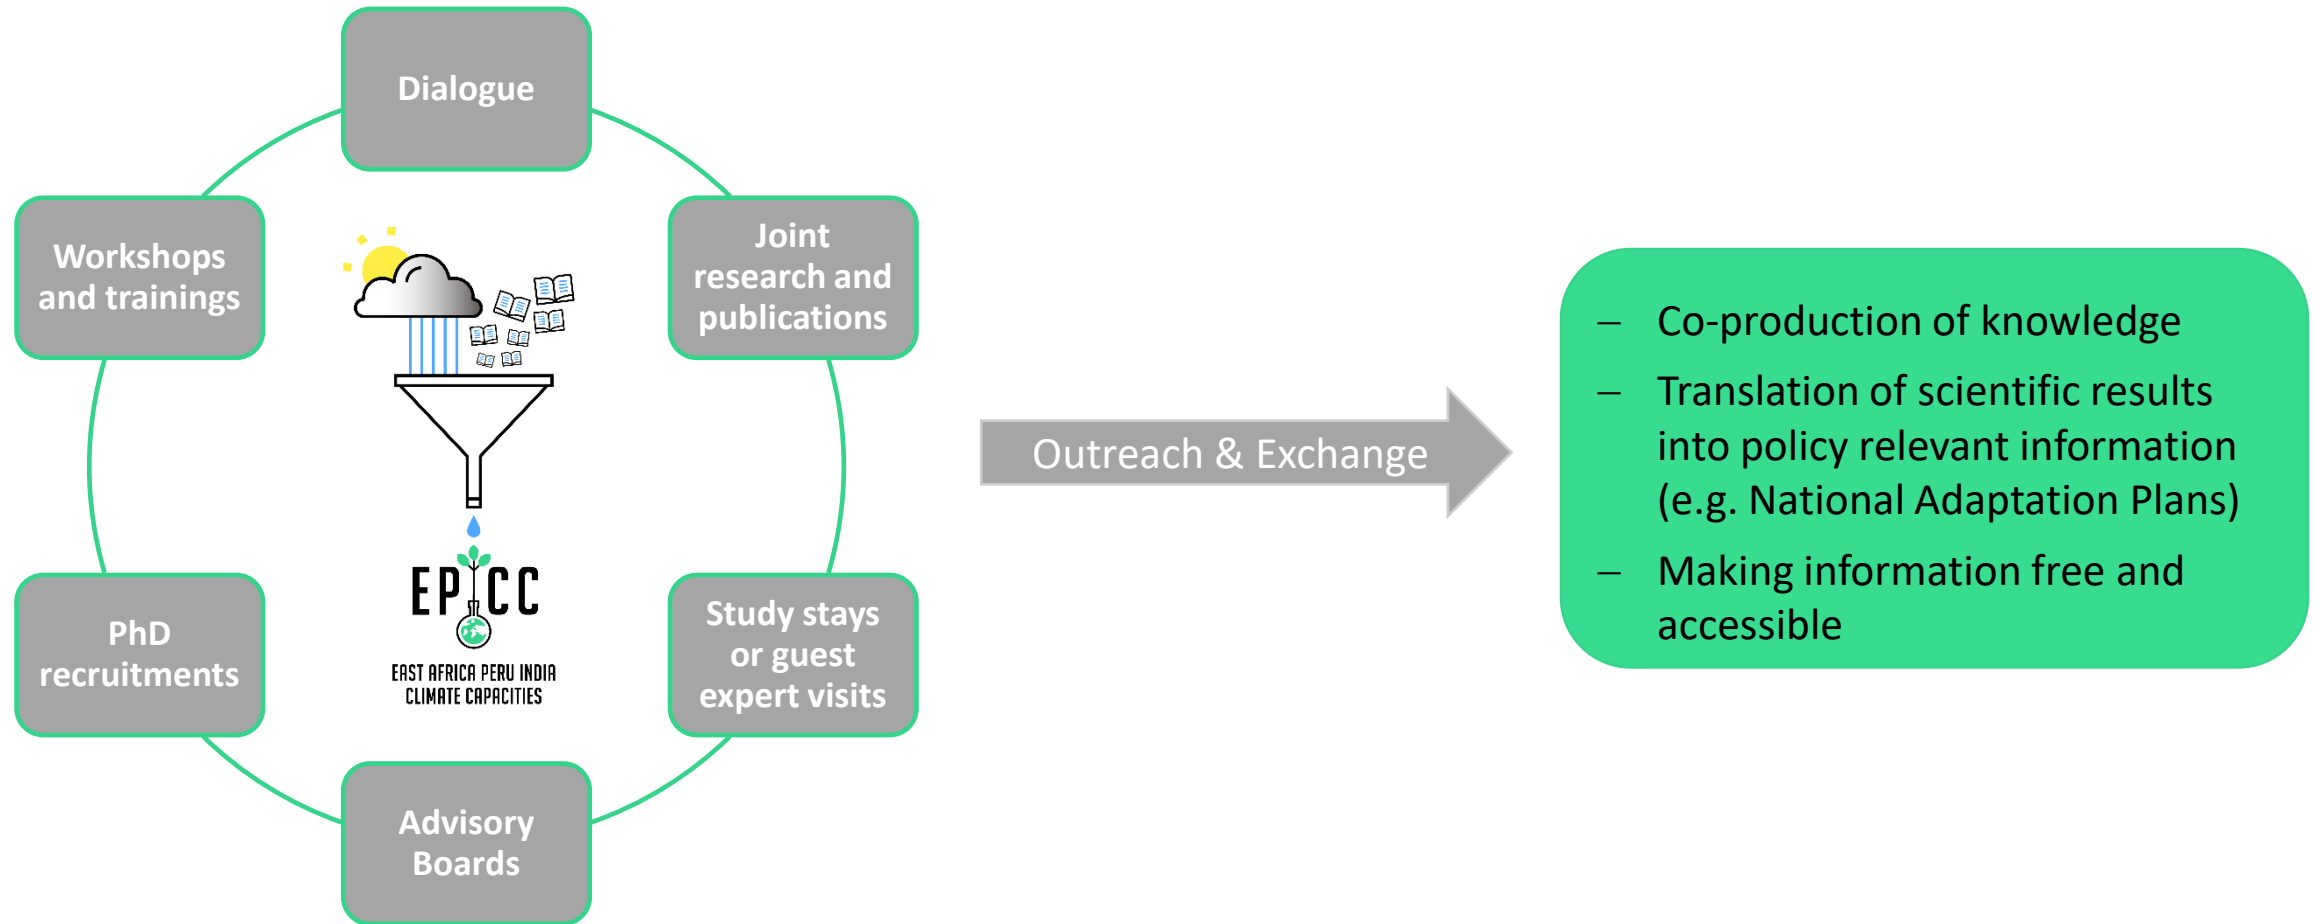 Dialogue
Workshops
and trainings
Joint
research and
publications
EPICC
EAST AFRICA PERU INDIA
CLIMATE CAPACITIES
PhD
recruitments
Study stays
or guest
expert visits
Advisory
Boards
Outreach & Exchange
– Co-production of knowledge
– Translation of scientific results
into policy relevant information
(e.g. National Adaptation Plans)
– Making information free and
accessible